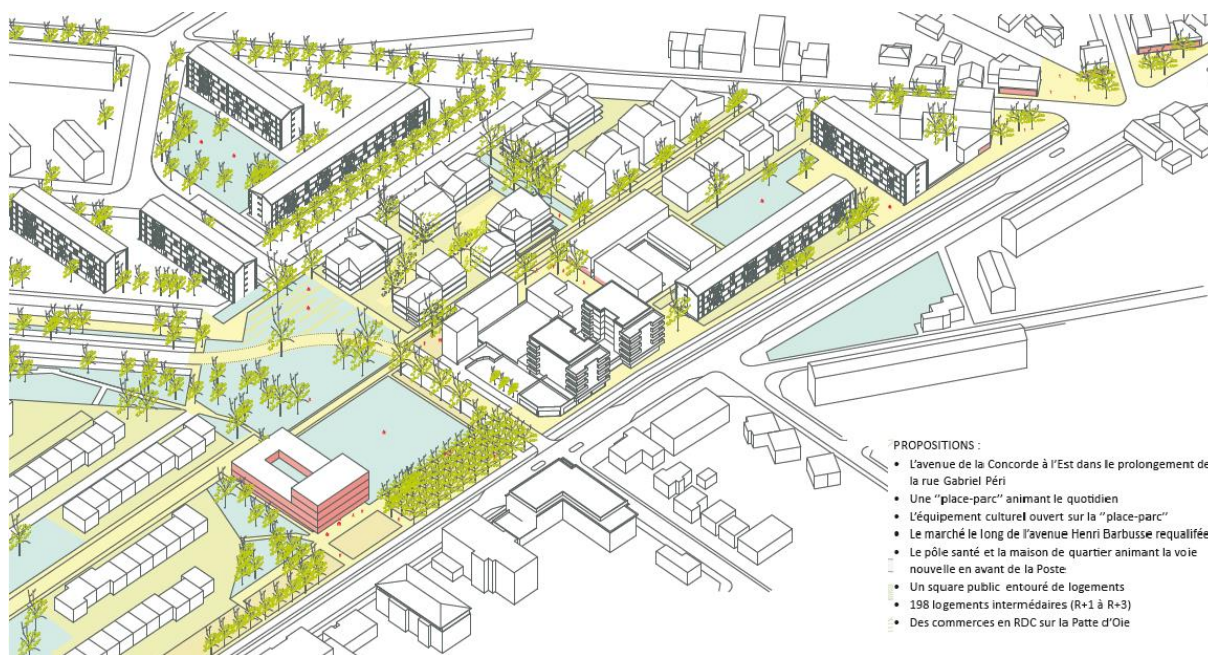 PROPOSITIONS :
• L'avenue de la Concorde à l'Est dans le prolongement de
la rue Gabriel Péri
• Une "place-parc" animant le quotidien
• L'équipement culturel ouvert sur la "place-parc"
• Le marché le long de l'avenue Henri Barbusse requalifée
• Le pôle santé et la maison de quartier animant la voie
nouvelle en avant de la Poste
• Un square public entouré de logements
• 198 logements intermédaires (R+1 à R+3)
• Des commerces en RDC sur la Patte d'Oie